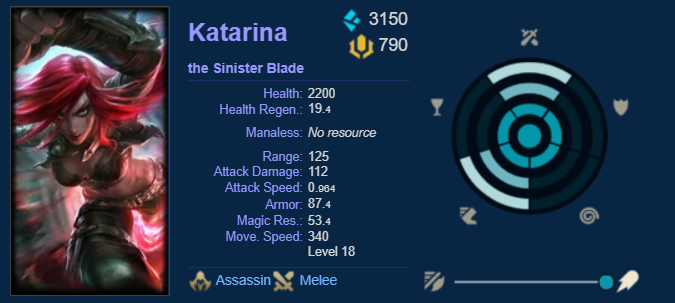 Katarina
3150
790
the Sinister Blade
Health: 2200
Health Regen.: 19.4
Manaless: No resource
Range: 125
Attack Damage: 112
Attack Speed: 0.964
Armor: 87.4
Magic Res.: 53.4
Move. Speed: 340
Level 18
Assassin Melee